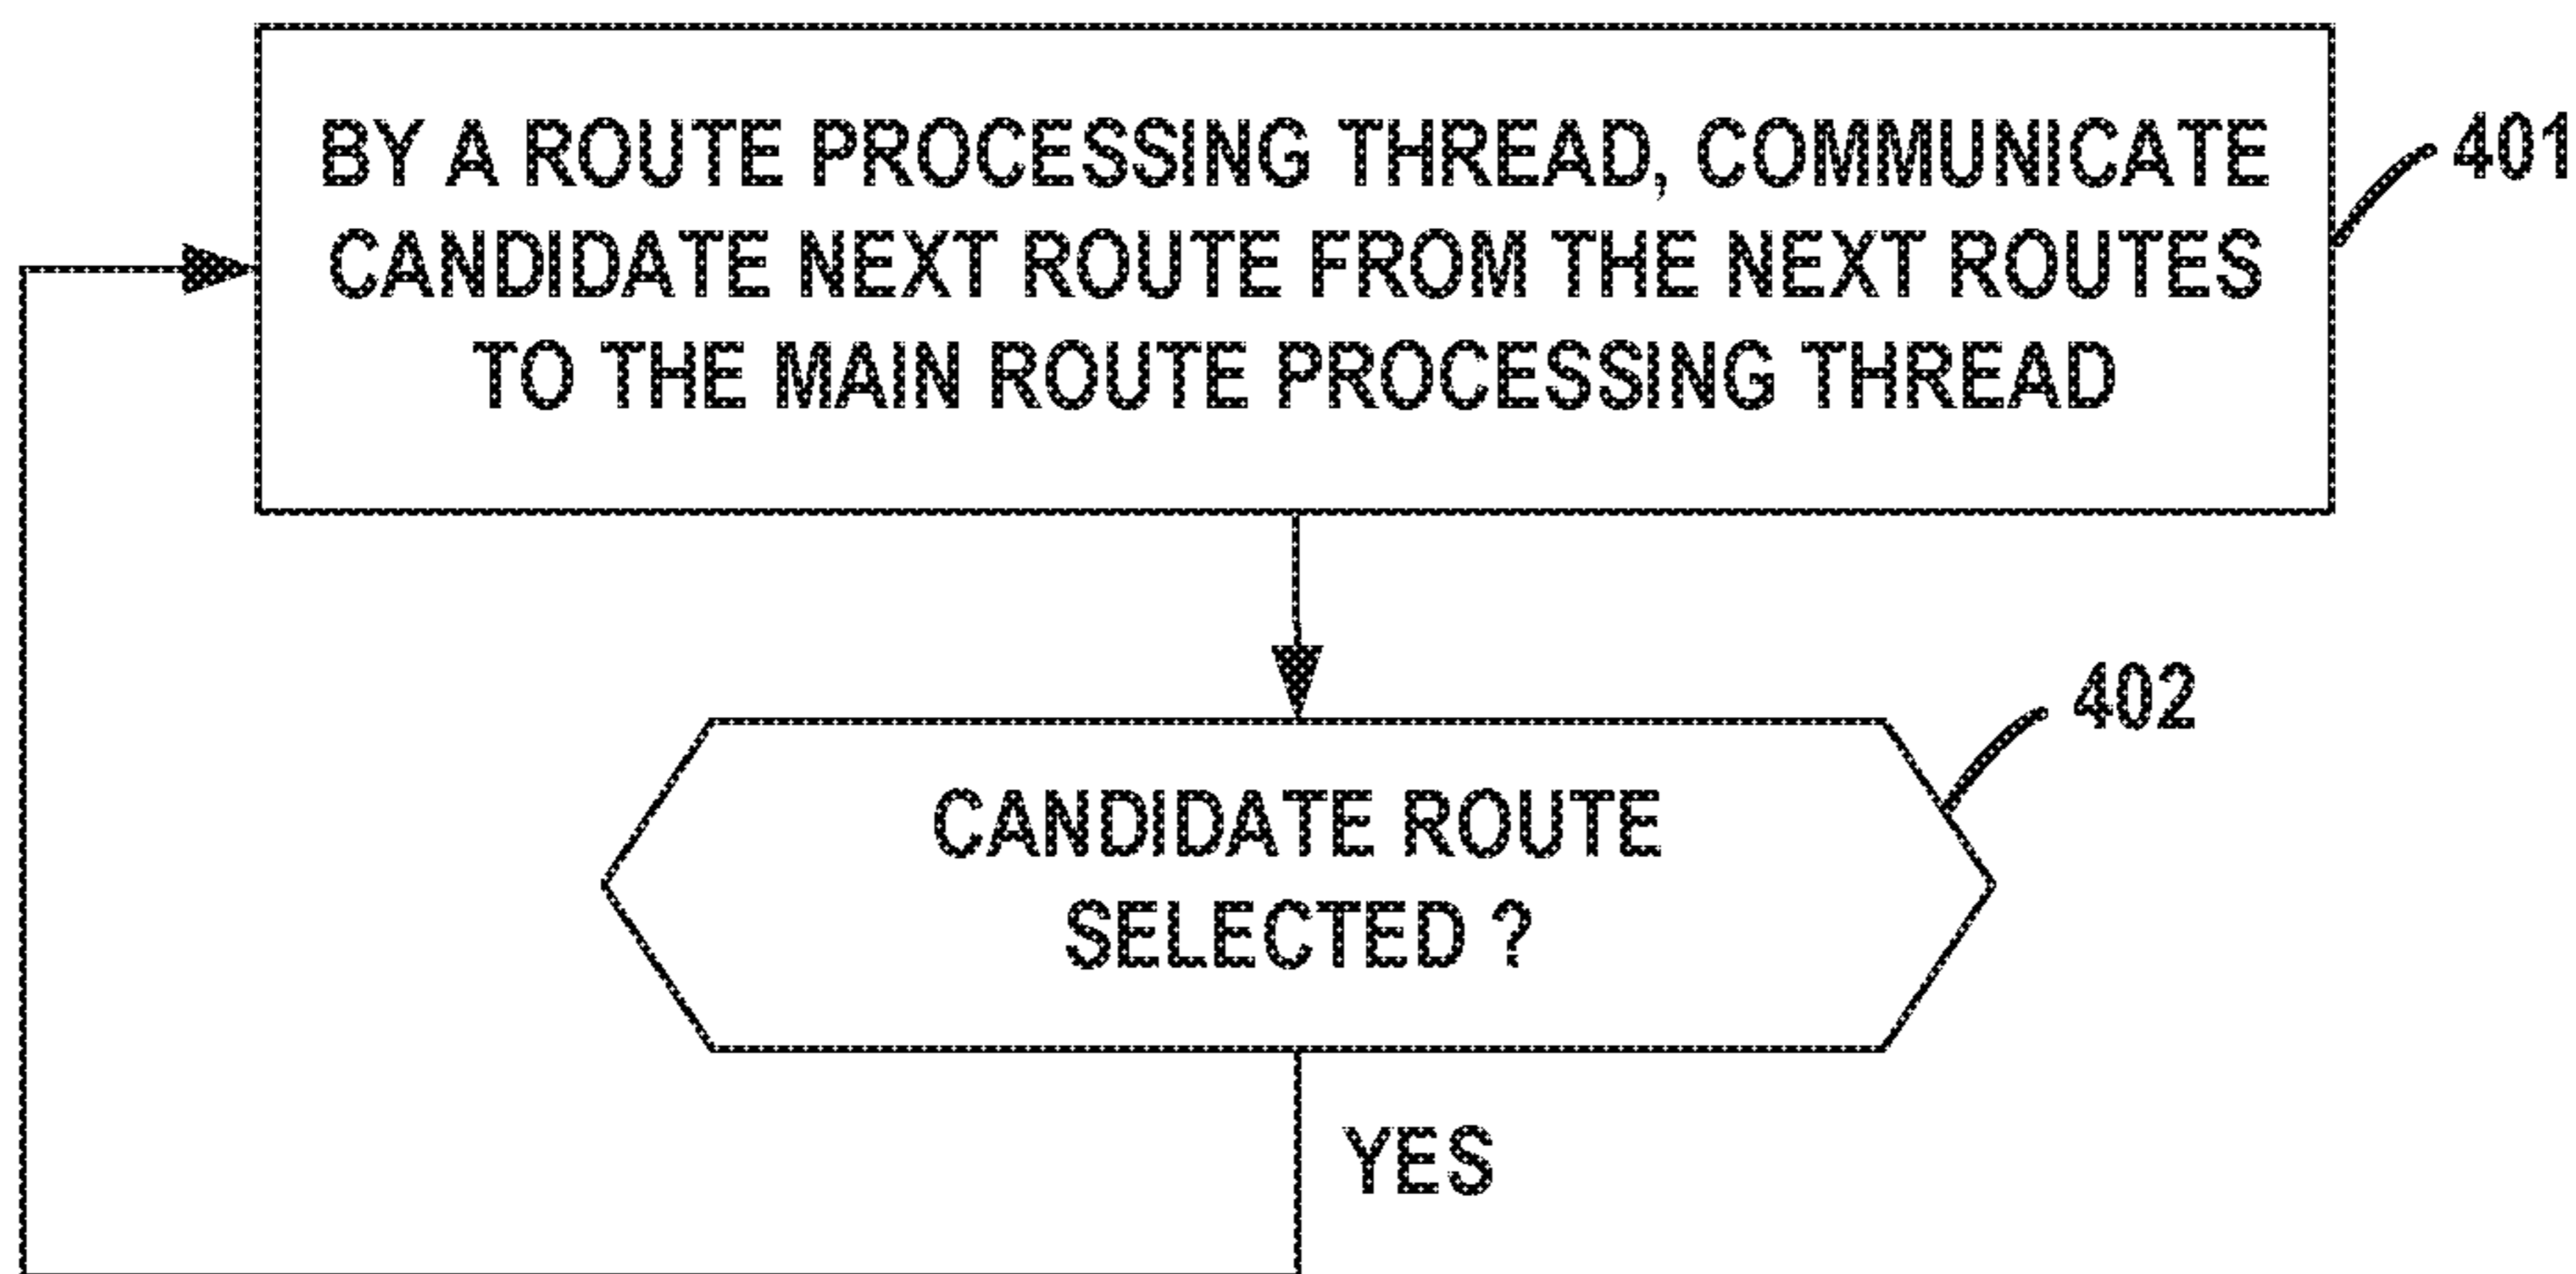 BY A ROUTE PROCESSING THREAD, COMMUNICATE
CANDIDATE NEXT ROUTE FROM THE NEXT ROUTES
TO THE MAIN ROUTE PROCESSING THREAD
401
402
CANDIDATE ROUTE
SELECTED ?
YES